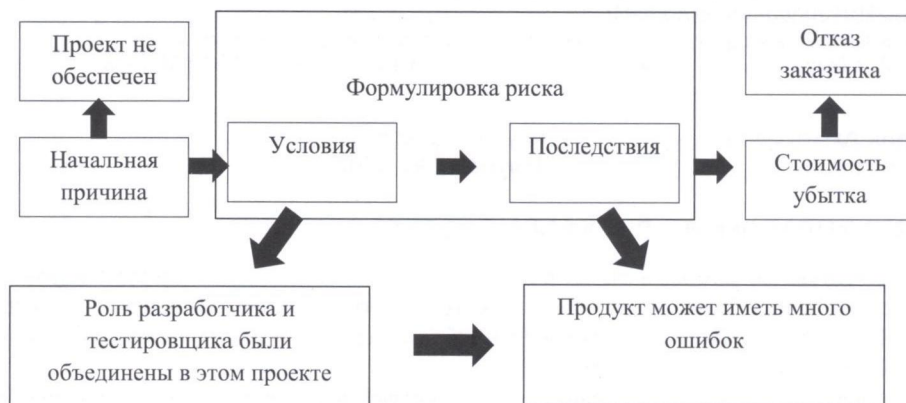 Проект не
обеспечен
Отказ
заказчика
Формулировка риска
Начальная
причина
Условия
Последствия
Стоимость
убытка
Роль разработчика и
тестировщика были
объединены в этом проекте
Продукт может иметь много
ошибок